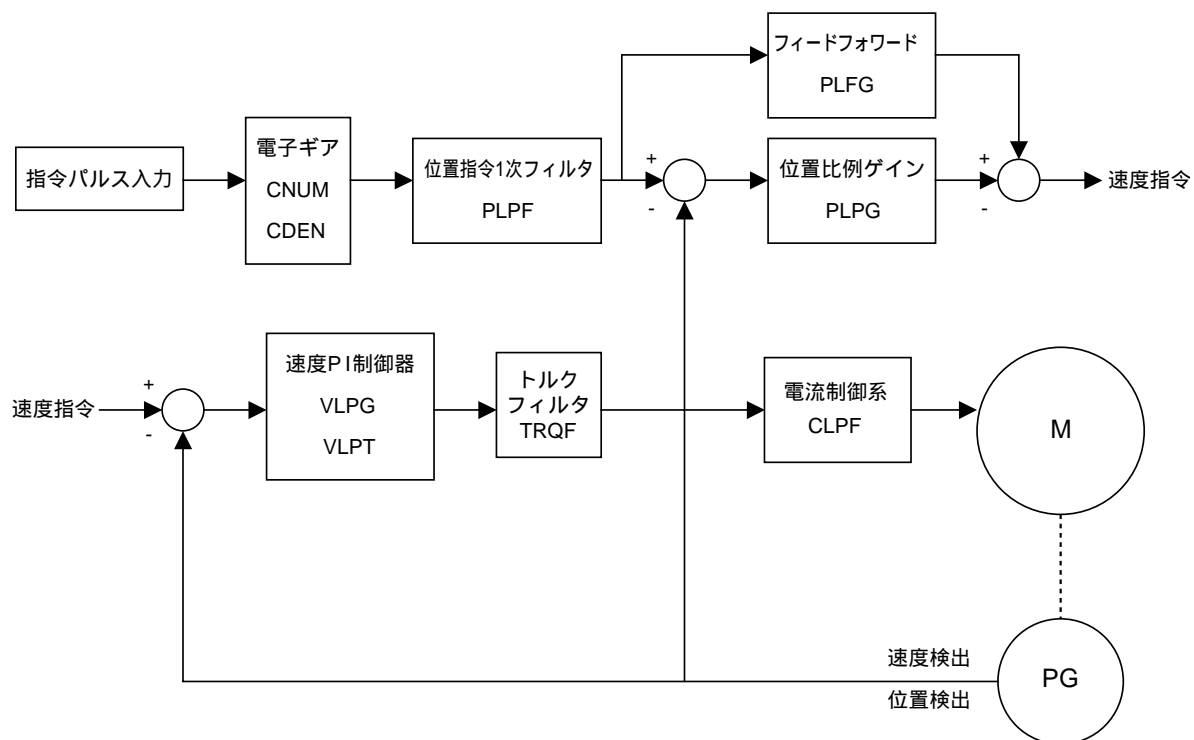 フィードフォワード
PLFG
指令パルス入力
電子ギア
CNUM
CDEN
位置指令1次フィルタ
PLPF
+
-
位置比例ゲイン
PLPG
+
-
速度指令
速度指令
+
-
速度PI制御器
VLPG
VLPT
トルク
フィルタ
TRQF
電流制御系
CLPF
M
速度検出
位置検出
PG